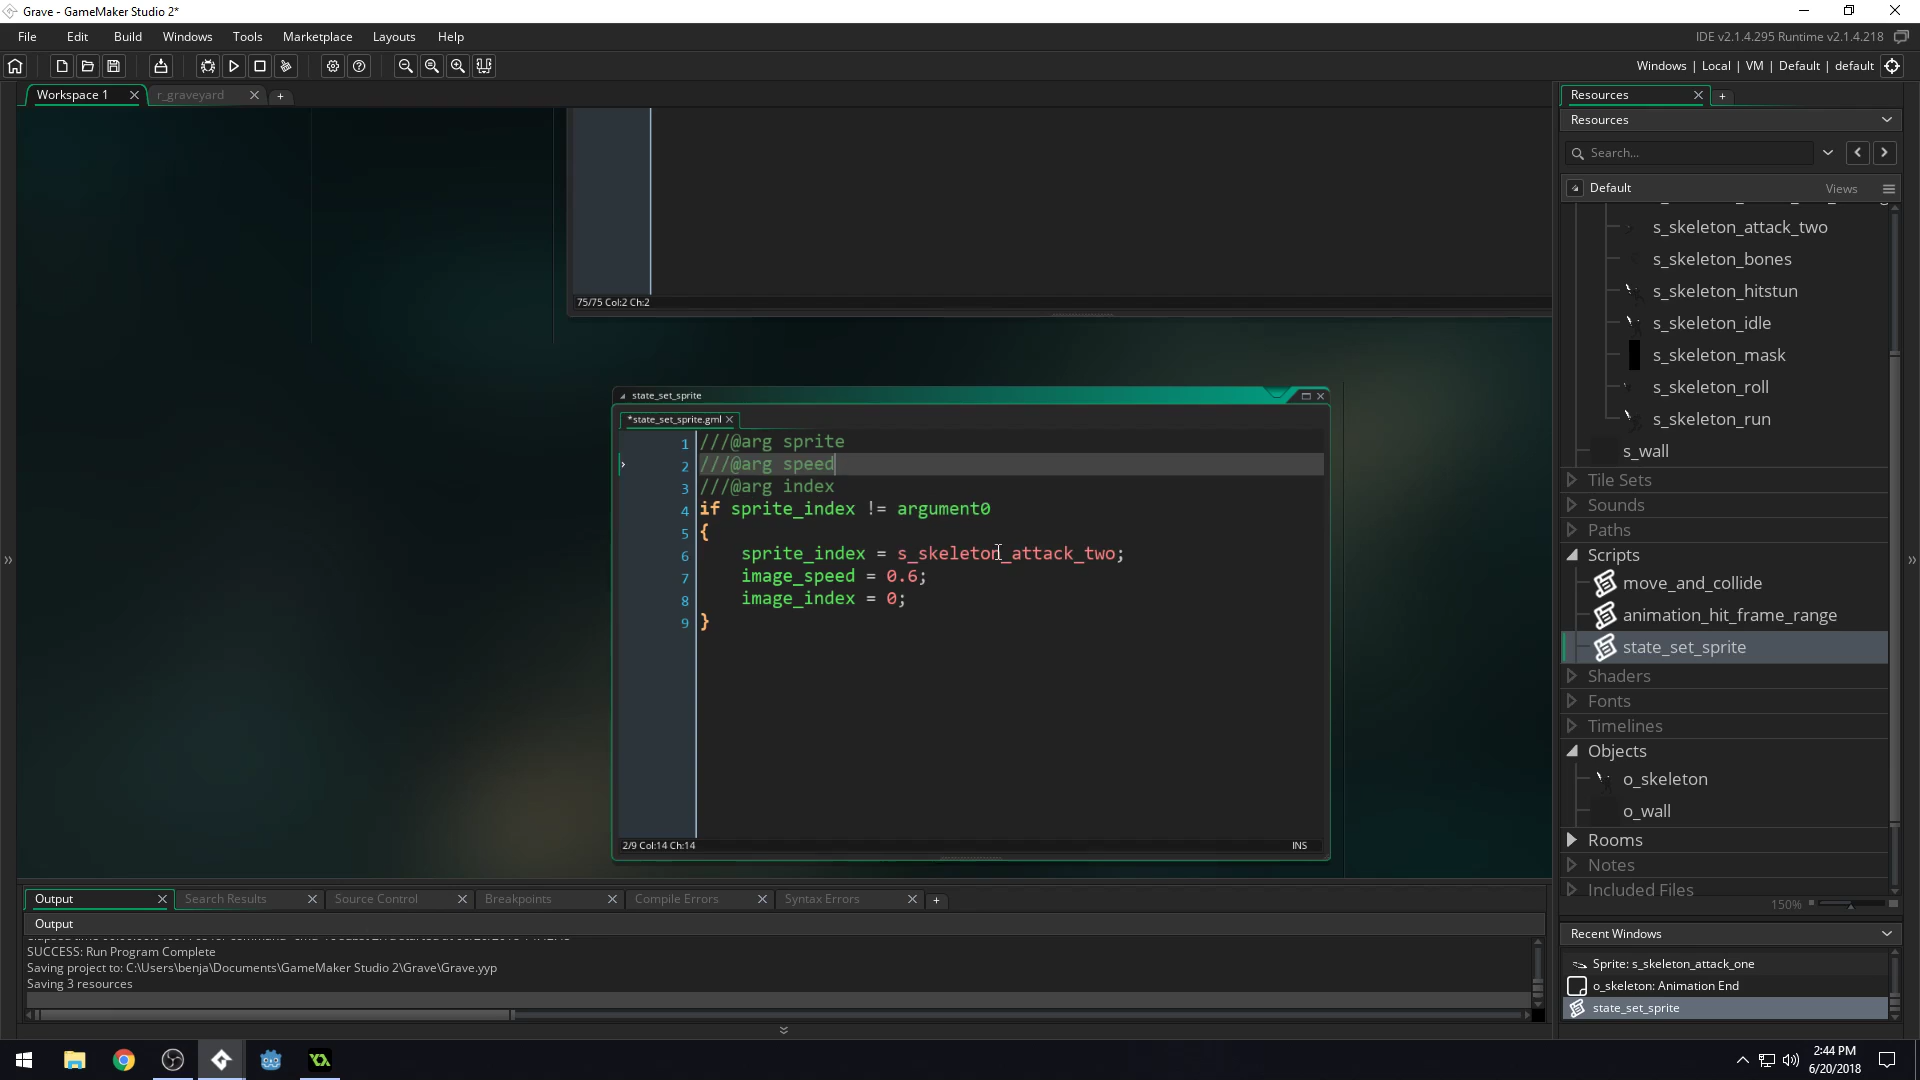 Grave - GameMaker Studio 2*
File Edit Build Windows Tools Marketplace Layouts Help
IDE v2.1.4.295 Runtime v2.1.4.218
Windows | Local | VM | Default | default
Workspace 1
r_graveyard
75/75 Col:2 Ch:2
state_set_sprite
*state_set_sprite.gml
1 ///@arg sprite
2 ///@arg speed
3 ///@arg index
4 if sprite_index != argument0
5 {
6 sprite_index = s_skeleton_attack_two;
7 image_speed = 0.6;
8 image_index = 0;
9 }
2/9 Col:14 Ch:14
INS
Resources
Resources
Search...
Default
Views
s_skeleton_attack_two
s_skeleton_bones
s_skeleton_hitstun
s_skeleton_idle
s_skeleton_mask
s_skeleton_roll
s_skeleton_run
s_wall
Tile Sets
Sounds
Paths
Scripts
move_and_collide
animation_hit_frame_range
state_set_sprite
Shaders
Fonts
Timelines
Objects
o_skeleton
o_wall
Rooms
Notes
Included Files
150%
Recent Windows
Sprite: s_skeleton_attack_one
o_skeleton: Animation End
state_set_sprite
Output Search Results Source Control Breakpoints Compile Errors Syntax Errors
Output
SUCCESS: Run Program Complete
Saving project to: C:\Users\benja\Documents\GameMaker Studio 2\Grave\Grave.yyp
Saving 3 resources
2:44 PM
6/20/2018